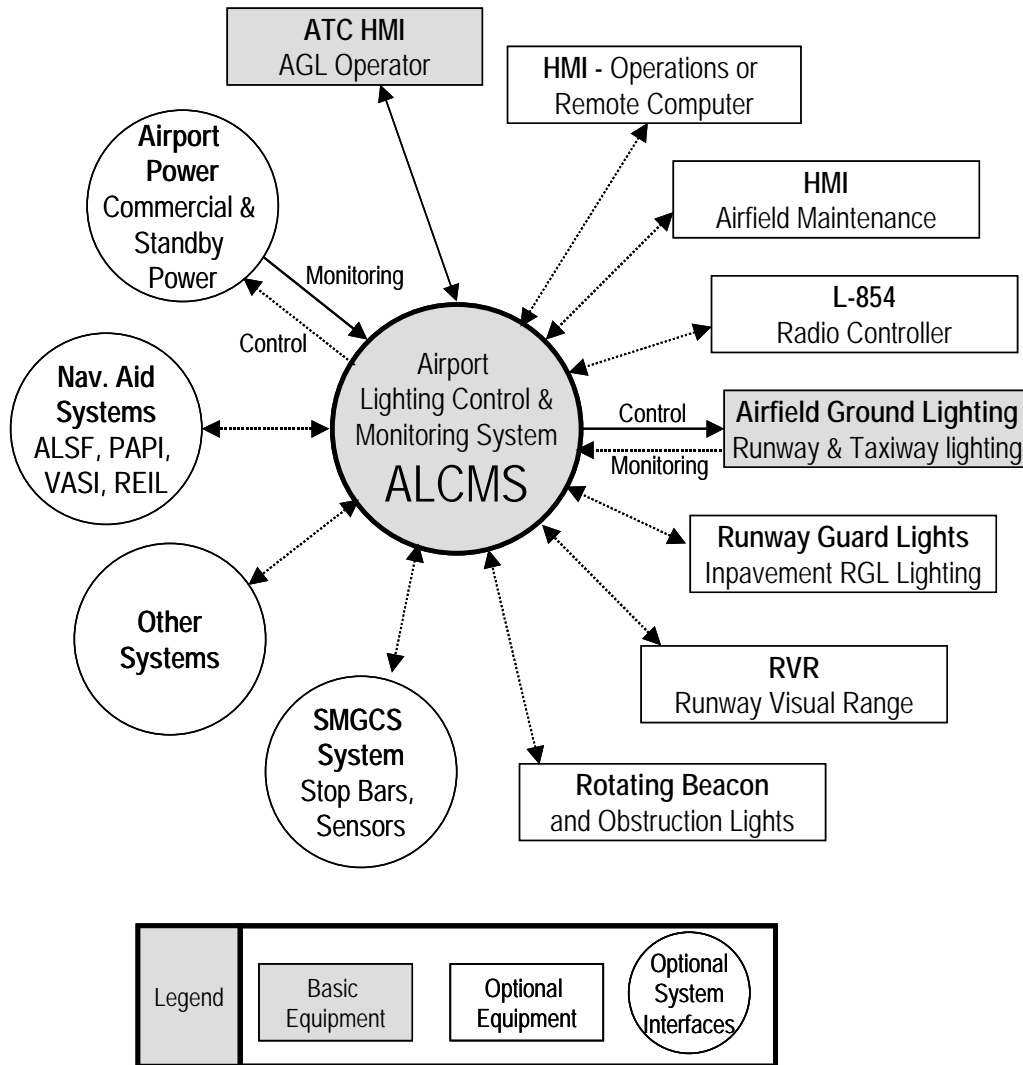 ATC HMI
AGL Operator
HMI - Operations or
Remote Computer
Airport
Power
Commercial &
Standby
Power
HMI
Airfield Maintenance
Monitoring
Control
L-854
Radio Controller
Nav. Aid
Systems
ALSF, PAPI,
VASI, REIL
Airport
Lighting Control &
Monitoring System
ALCMS
Control
Monitoring
Airfield Ground Lighting
Runway & Taxiway lighting
Runway Guard Lights
Inpavement RGL Lighting
Other
Systems
RVR
Runway Visual Range
SMGCS
System
Stop Bars,
Sensors
Rotating Beacon
and Obstruction Lights
Legend
Basic
Equipment
Optional
Equipment
Optional
System
Interfaces